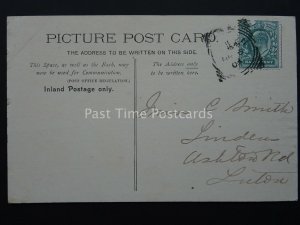 PICTURE POST CARD
THE ADDRESS TO BE WRITTEN ON THIS SIDE.
This Space, as well as the Back, may
now be used for Communication.
(POST OFFICE REGULATION.)
Inland Postage only.
The Address only
to be written here.
Past Time Postcards
C. Smith
Lindens
Ashton Rd
Luton